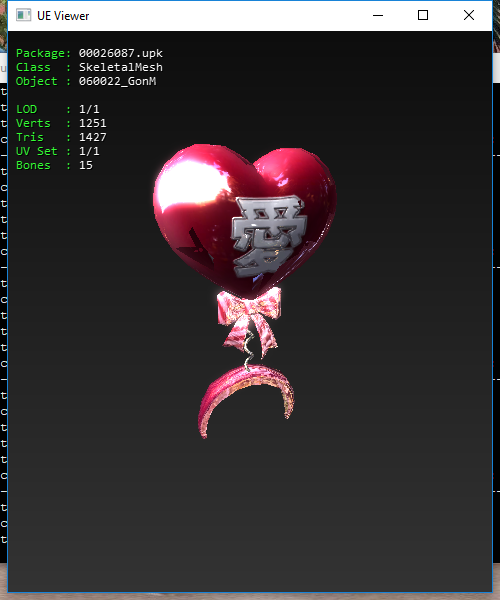 UE Viewer
Package: 00026087.upk
Class : SkeletalMesh
Object : 060022_GonM
LOD : 1/1
Verts : 1251
Tris : 1427
UV Set : 1/1
Bones : 15
愛